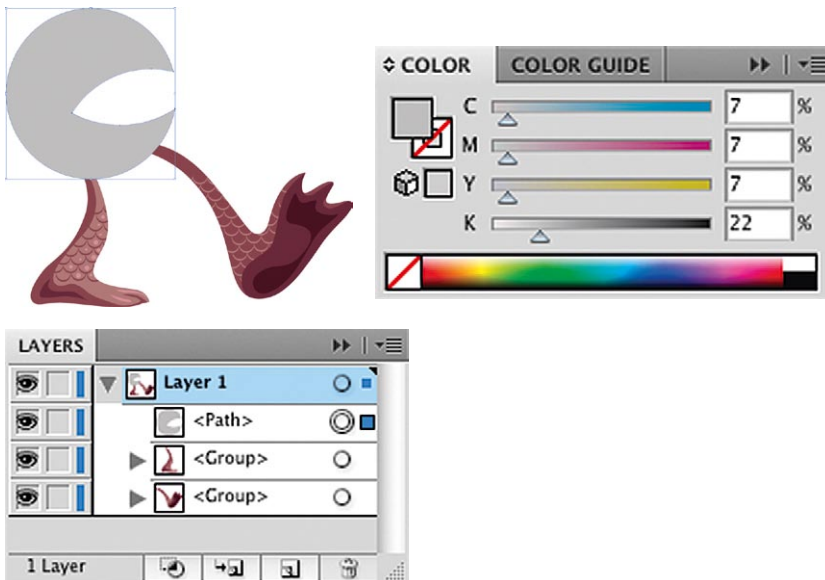 COLOR COLOR GUIDE
C 7 %
M 7 %
Y 7 %
K 22 %
LAYERS
Layer 1
<Path>
<Group>
<Group>
1 Layer